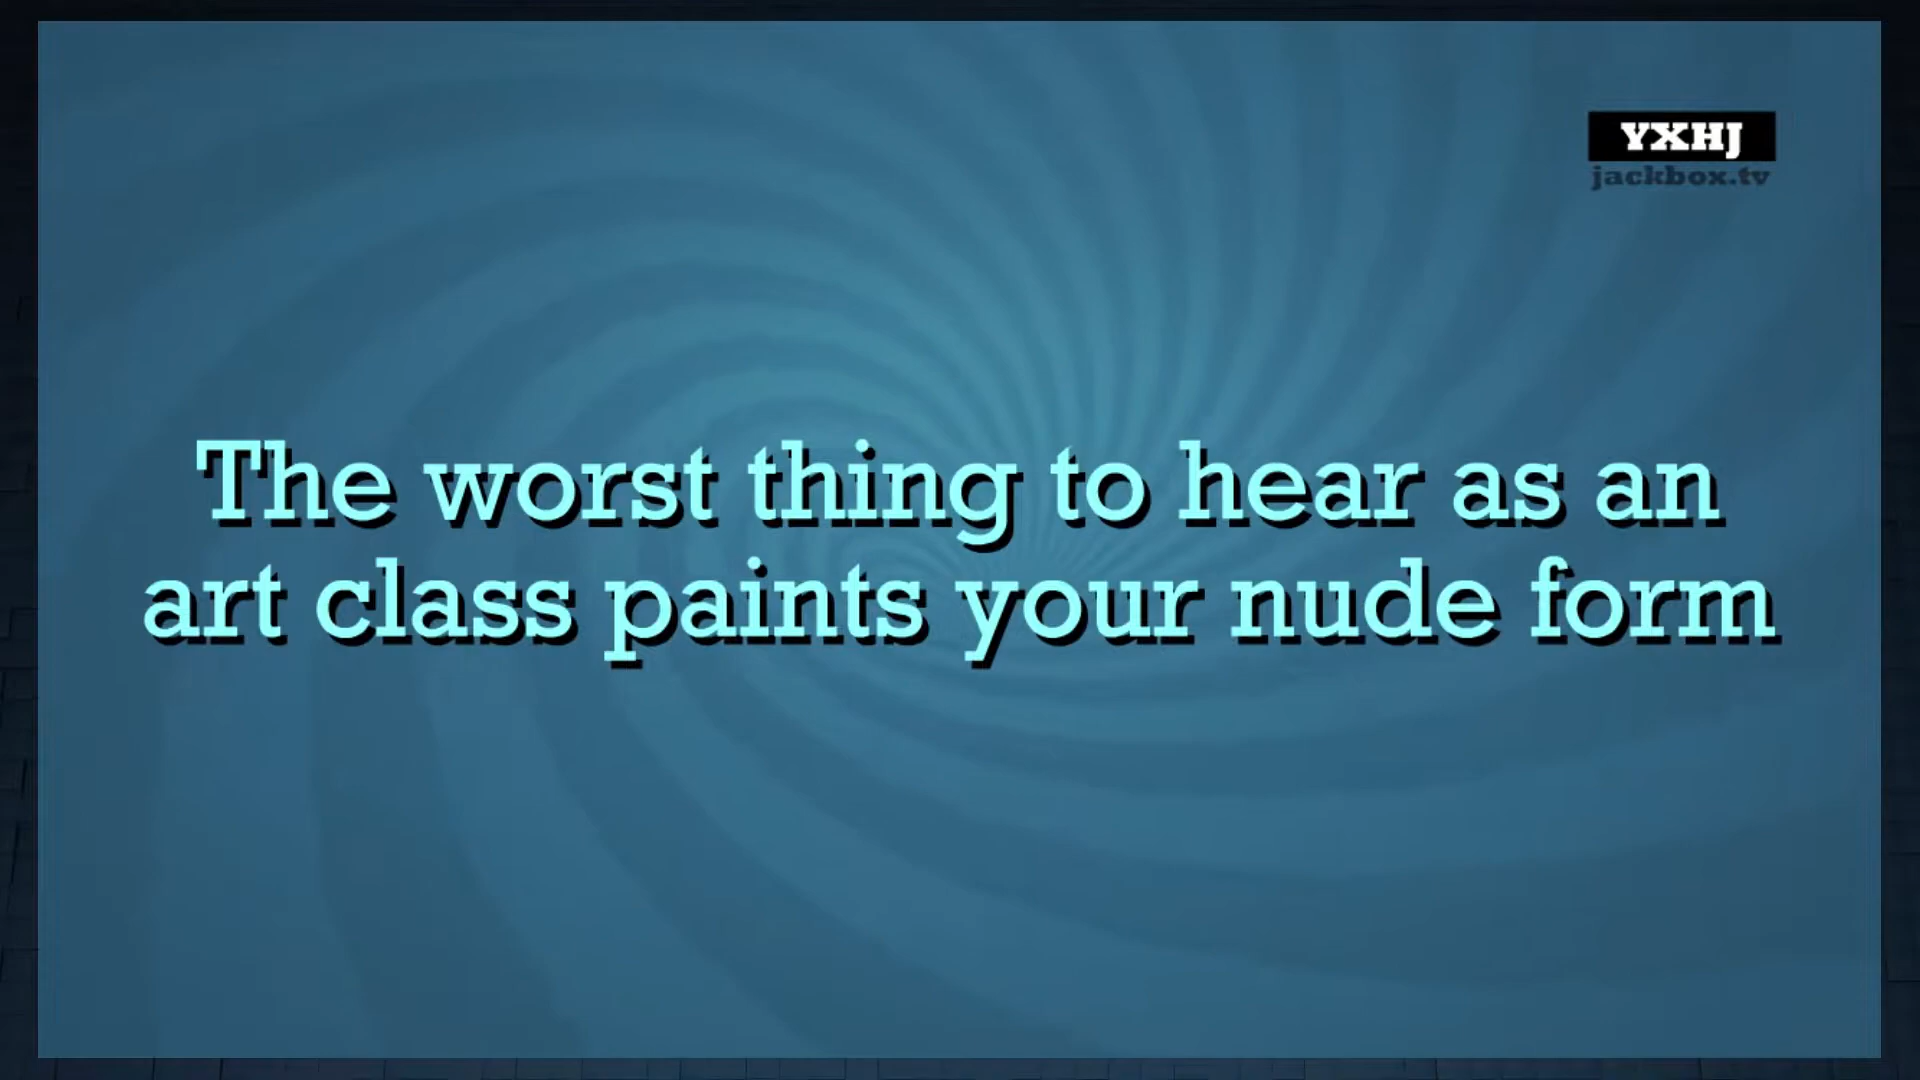 YXHJ
jackbox.tv
The worst thing to hear as an
art class paints your nude form